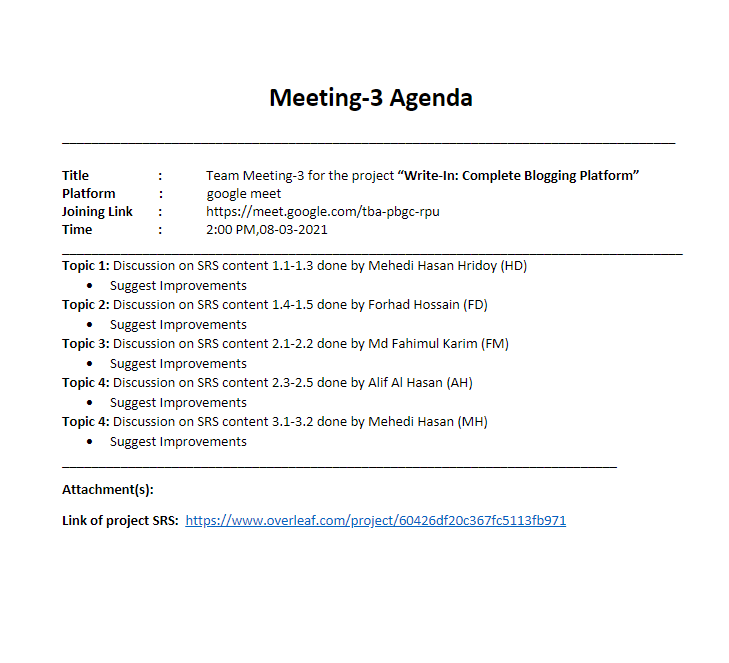 Meeting-3 Agenda
Title : Team Meeting-3 for the project “Write-In: Complete Blogging Platform”
Platform : google meet
Joining Link : https://meet.google.com/tba-pbgc-rpu
Time : 2:00 PM,08-03-2021
Topic 1: Discussion on SRS content 1.1-1.3 done by Mehedi Hasan Hridoy (HD)
• Suggest Improvements
Topic 2: Discussion on SRS content 1.4-1.5 done by Forhad Hossain (FD)
• Suggest Improvements
Topic 3: Discussion on SRS content 2.1-2.2 done by Md Fahimul Karim (FM)
• Suggest Improvements
Topic 4: Discussion on SRS content 2.3-2.5 done by Alif Al Hasan (AH)
• Suggest Improvements
Topic 4: Discussion on SRS content 3.1-3.2 done by Mehedi Hasan (MH)
• Suggest Improvements
Attachment(s):
Link of project SRS: https://www.overleaf.com/project/60426df20c367fc5113fb971